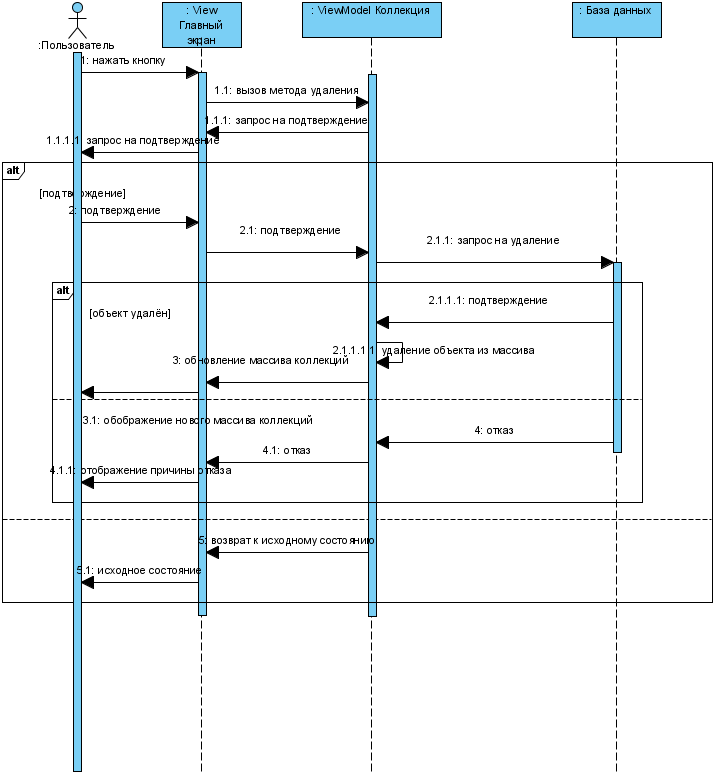 :Пользователь
: View
Главный
экран
: ViewModel Коллекция
: База данных
1: нажать кнопку
1.1: вызов метода удаления
1.1.1: запрос на подтверждение
1.1.1.1: запрос на подтверждение
alt
[подтверждение]
2: подтверждение
2.1: подтверждение
2.1.1: запрос на удаление
alt
[объект удалён]
2.1.1.1: подтверждение
2.1.1.1.1: удаление объекта из массива
3: обновление массива коллекций
3.1: обображение нового массива коллекций
4: отказ
4.1: отказ
4.1.1: отображение причины отказа
5: возврат к исходному состоянию
5.1: исходное состояние